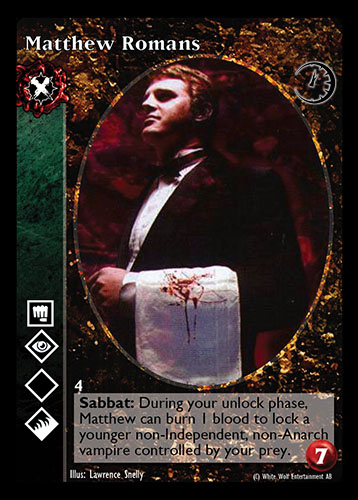 Matthew Romans
4
Sabbat: During your unlock phase,
Matthew can burn 1 blood to lock a
younger non-Independent, non-Anarch
vampire controlled by your prey.
7
Illus: Lawrence Snelly
(C) White Wolf Entertainment AB